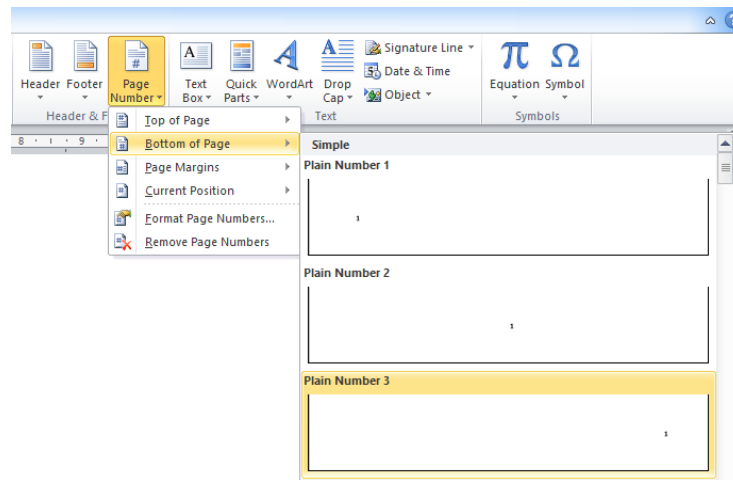 Header Footer Page Number Text Box Quick Parts WordArt Drop Cap Signature Line
Date & Time
Object
Equation Symbol
Header & F Text Symbols
8 9
Top of Page
Bottom of Page
Page Margins
Current Position
Format Page Numbers...
Remove Page Numbers
Simple
Plain Number 1
1
Plain Number 2
1
Plain Number 3
1